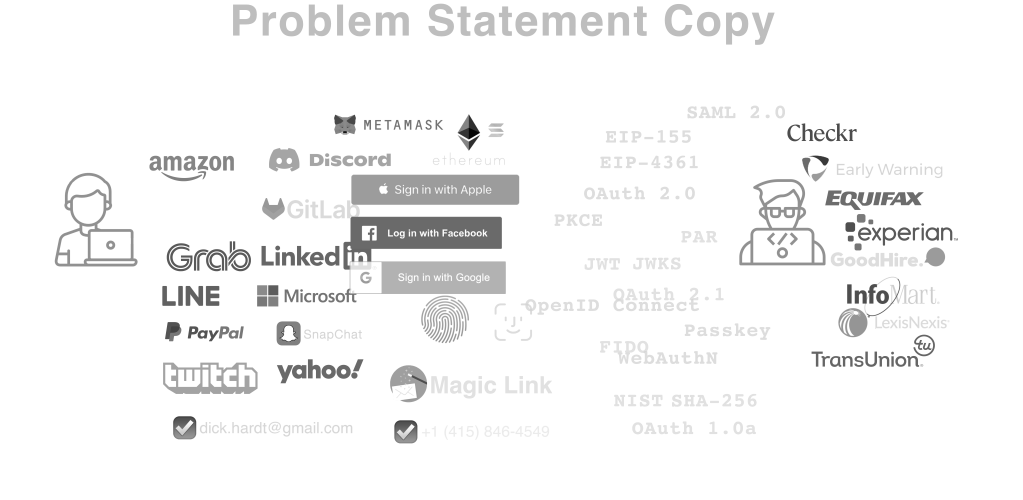 Problem Statement Copy
METAMASK
ethereum
amazon
Discord
Sign in with Apple
GitLab
Log in with Facebook
Grab
Linked in
G Sign in with Google
LINE
Microsoft
PayPal
SnapChat
twitch
yahoo!
Magic Link
dick.hardt@gmail.com
+1 (415) 846-4549
SAML 2.0
EIP-155
EIP-4361
OAuth 2.0
PKCE
PAR
JWT JWKS
OAuth 2.1
OpenID Connect
Passkey
FIDO
WebAuthN
NIST SHA-256
OAuth 1.0a
Checkr
Early Warning
EQUIFAX
experian
</>
GoodHire.
InfoMart.
LexisNexis
tu
TransUnion